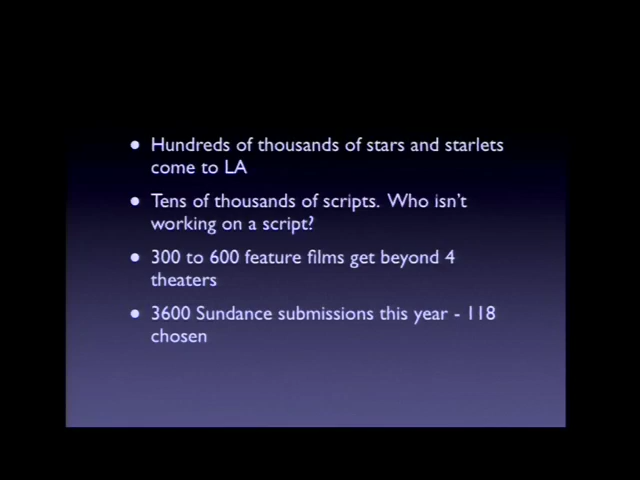 • Hundreds of thousands of stars and starlets
come to LA
• Tens of thousands of scripts. Who isn't
working on a script?
• 300 to 600 feature films get beyond 4
theaters
• 3600 Sundance submissions this year - 118
chosen